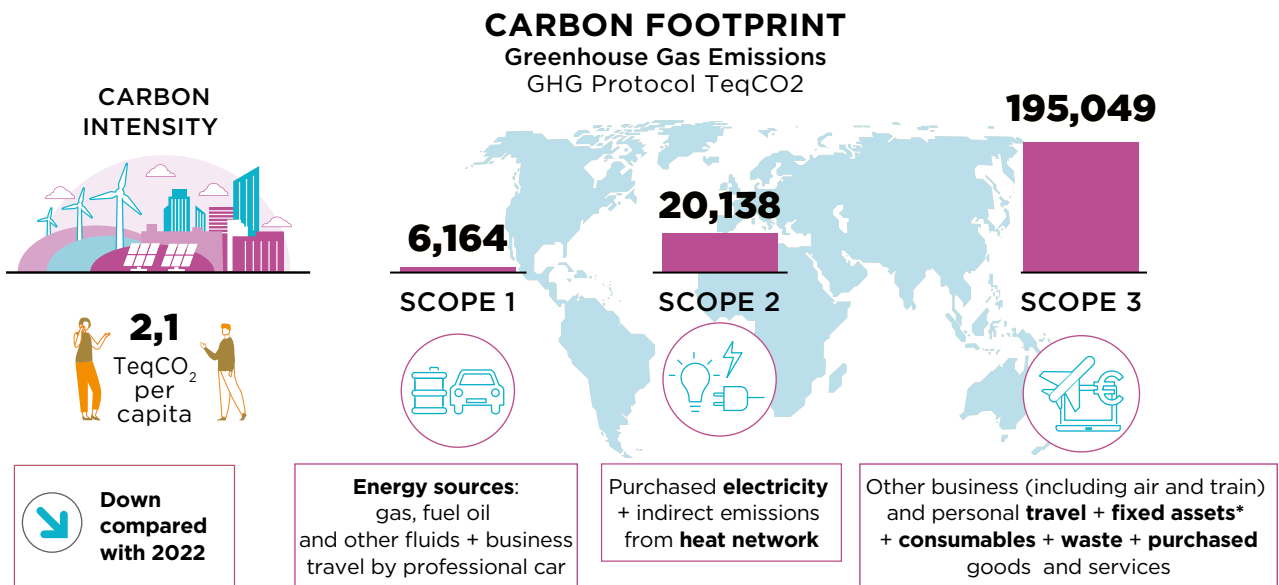 CARBON FOOTPRINT
Greenhouse Gas Emissions
GHG Protocol TeqCO2
CARBON
INTENSITY
2,1
TeqCO₂
per
capita
Down
compared
with 2022
6,164
SCOPE 1
Energy sources:
gas, fuel oil
and other fluids + business
travel by professional car
20,138
SCOPE 2
Purchased electricity
+ indirect emissions
from heat network
195,049
SCOPE 3
Other business (including air and train)
and personal travel + fixed assets*
+ consumables + waste + purchased
goods and services